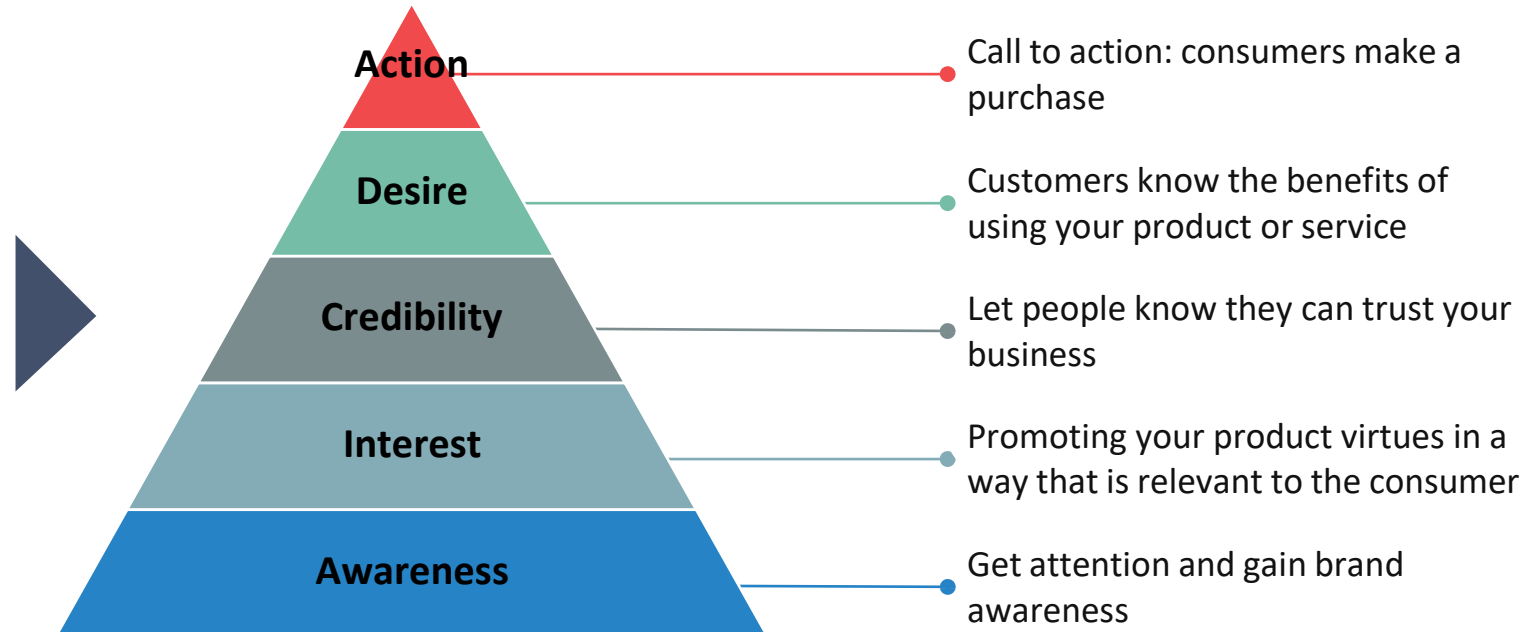 Action
Call to action: consumers make a
purchase
Desire
Customers know the benefits of
using your product or service
Credibility
Let people know they can trust your
business
Interest
Promoting your product virtues in a
way that is relevant to the consumer
Awareness
Get attention and gain brand
awareness